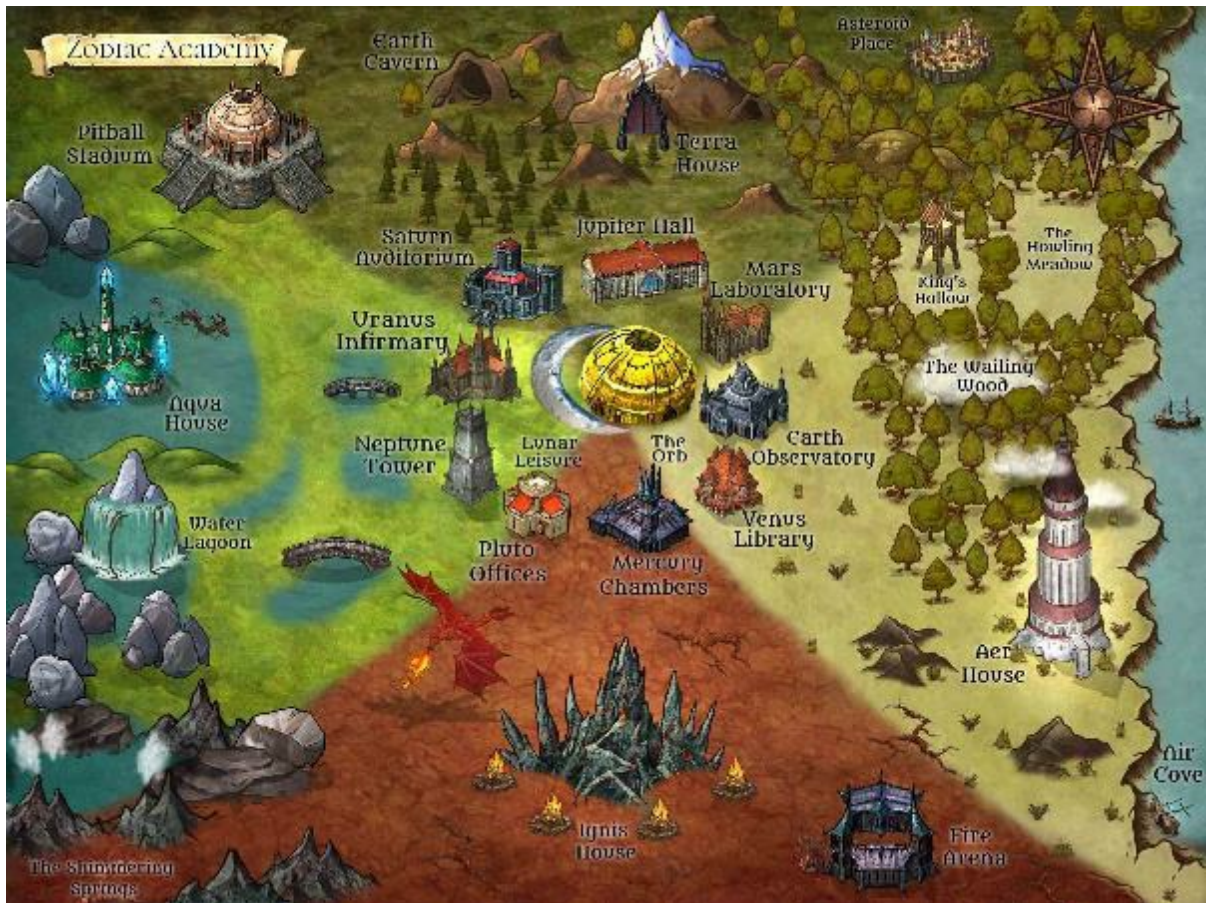 Zodiac Academy
Earth
Cavern
Asteroid
Place
Pitball
Stadium
Terra
House
Saturn
Auditorium
Jupiter Hall
Mars
Laboratory
The
Howling
Meadow
King's
Hallow
Uranus
Infirmary
The Wailing
Wood
Aqua
House
Neptune
Tower
Lunar
Leisure
The
Orb
Earth
Observatory
Water
Lagoon
Pluto
Offices
Mercury
Chambers
Venus
Library
Aer
House
Air
Cove
Ignis
House
Fire
Arena
The Shimmering
Springs